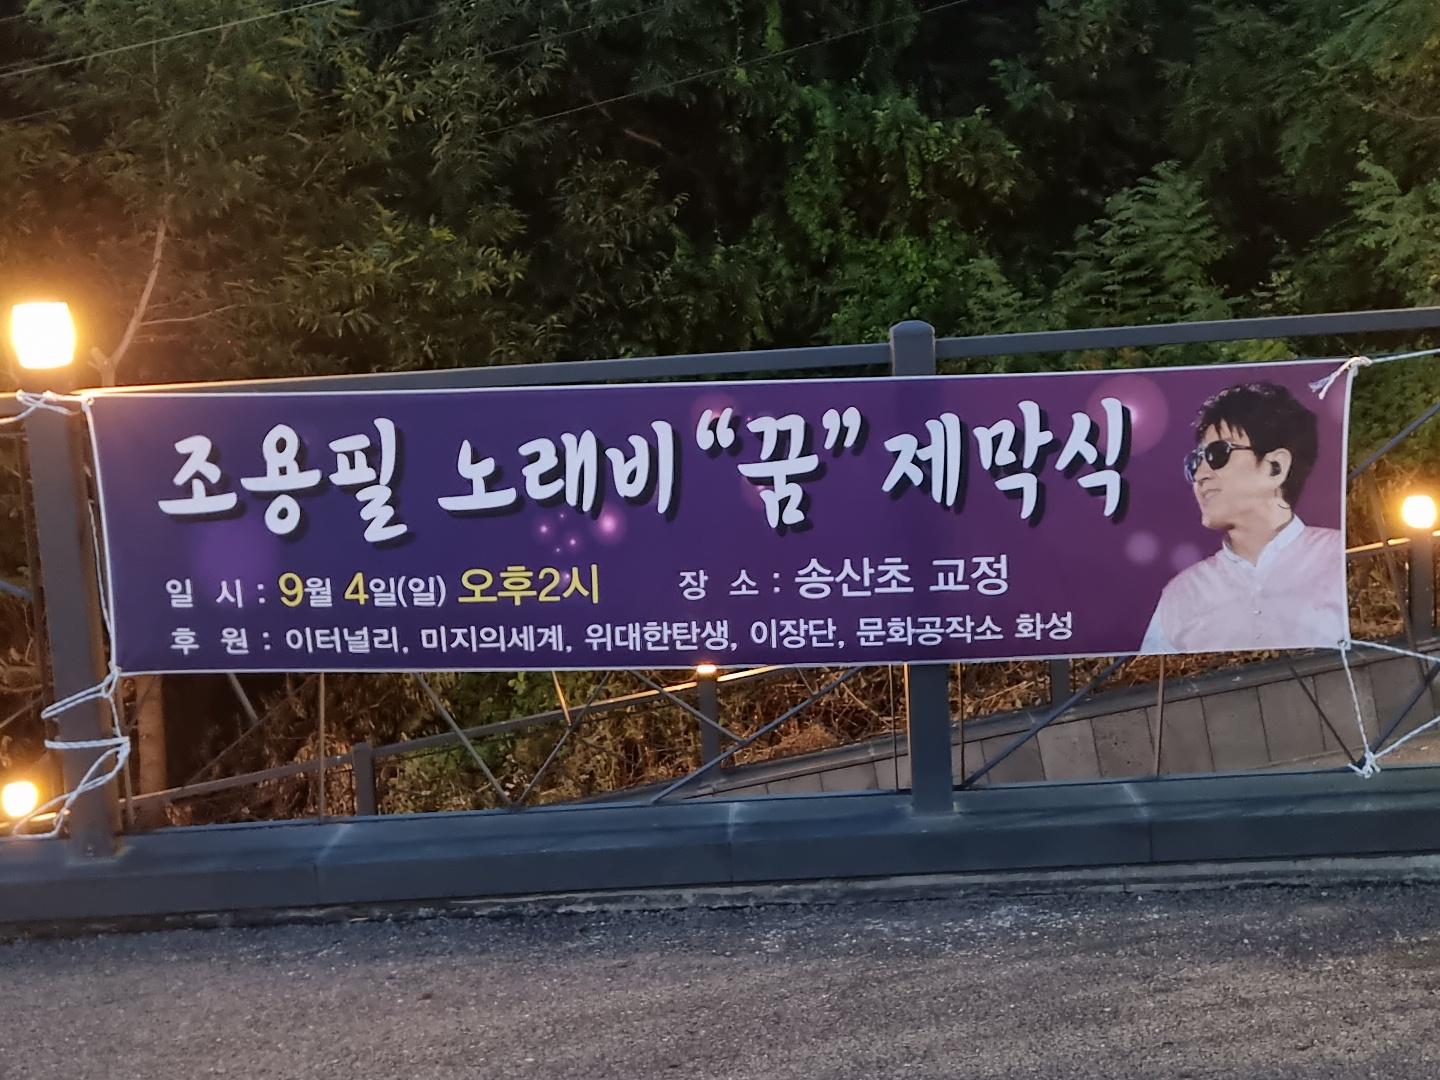 조용필 노래비 “꿈” 제막식
일 시 : 9월 4일(일) 오후2시 장 소 : 송산초 교정
후 원 : 이터널리, 미지의세계, 위대한탄생, 이장단, 문화공작소 화성